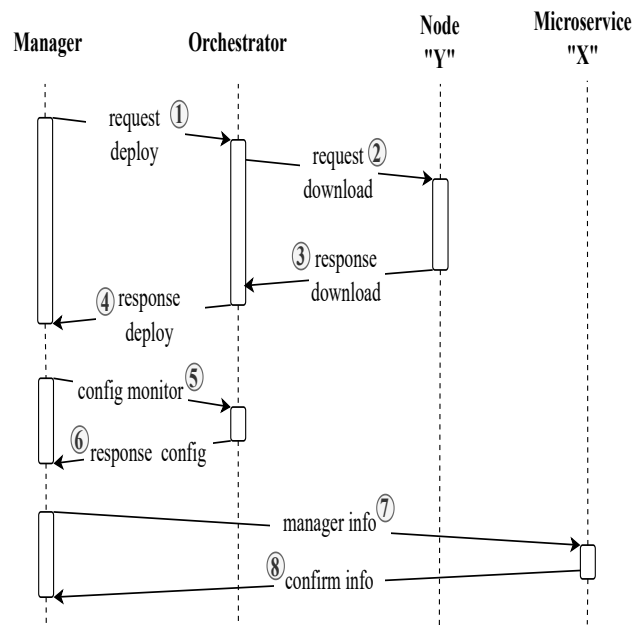 Manager Orchestrator Node "Y" Microservice "X"
request ①
deploy
request ②
download
③ response
download
④ response
deploy
config monitor ⑤
⑥ response config
manager info ⑦
⑧ confirm info